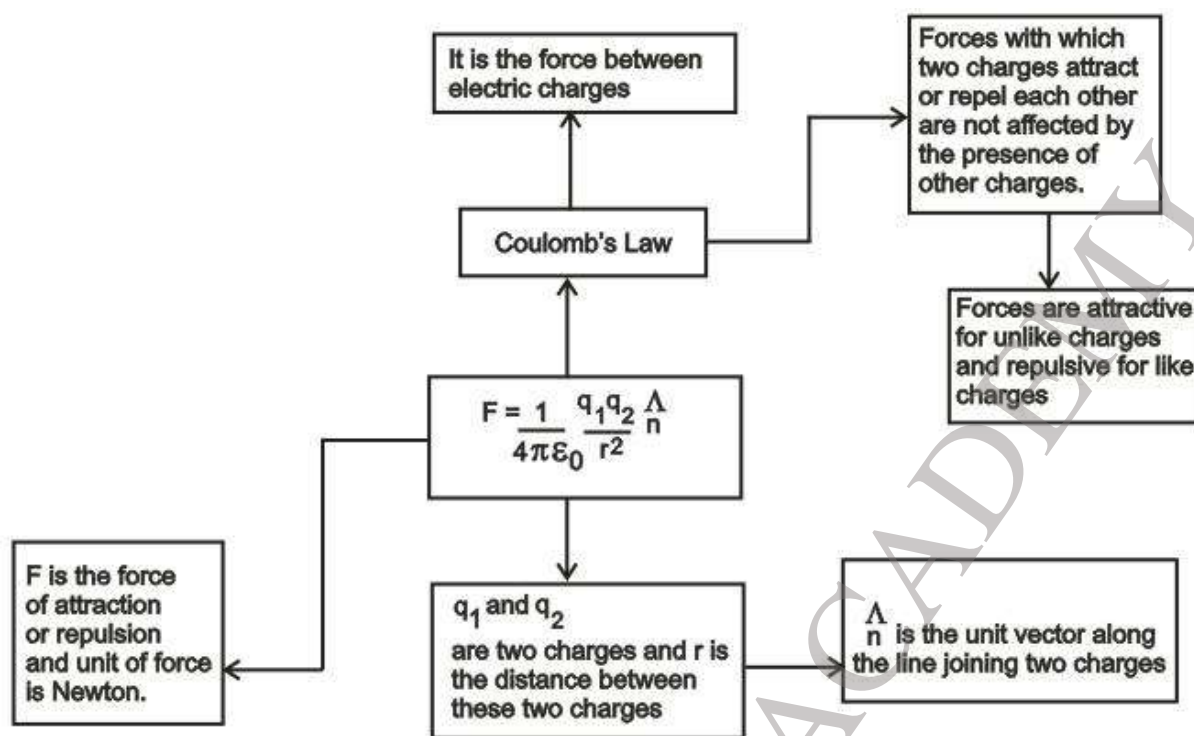 It is the force between
electric charges
Forces with which
two charges attract
or repel each other
are not affected by
the presence of
other charges.
Coulomb's Law
Forces are attractive
for unlike charges
and repulsive for like
charges
F = 1/4πε₀ q₁q₂/r² n̂
F is the force
of attraction
or repulsion
and unit of force
is Newton.
q₁ and q₂
are two charges and r is
the distance between
these two charges
n̂ is the unit vector along
the line joining two charges
ACADEMY